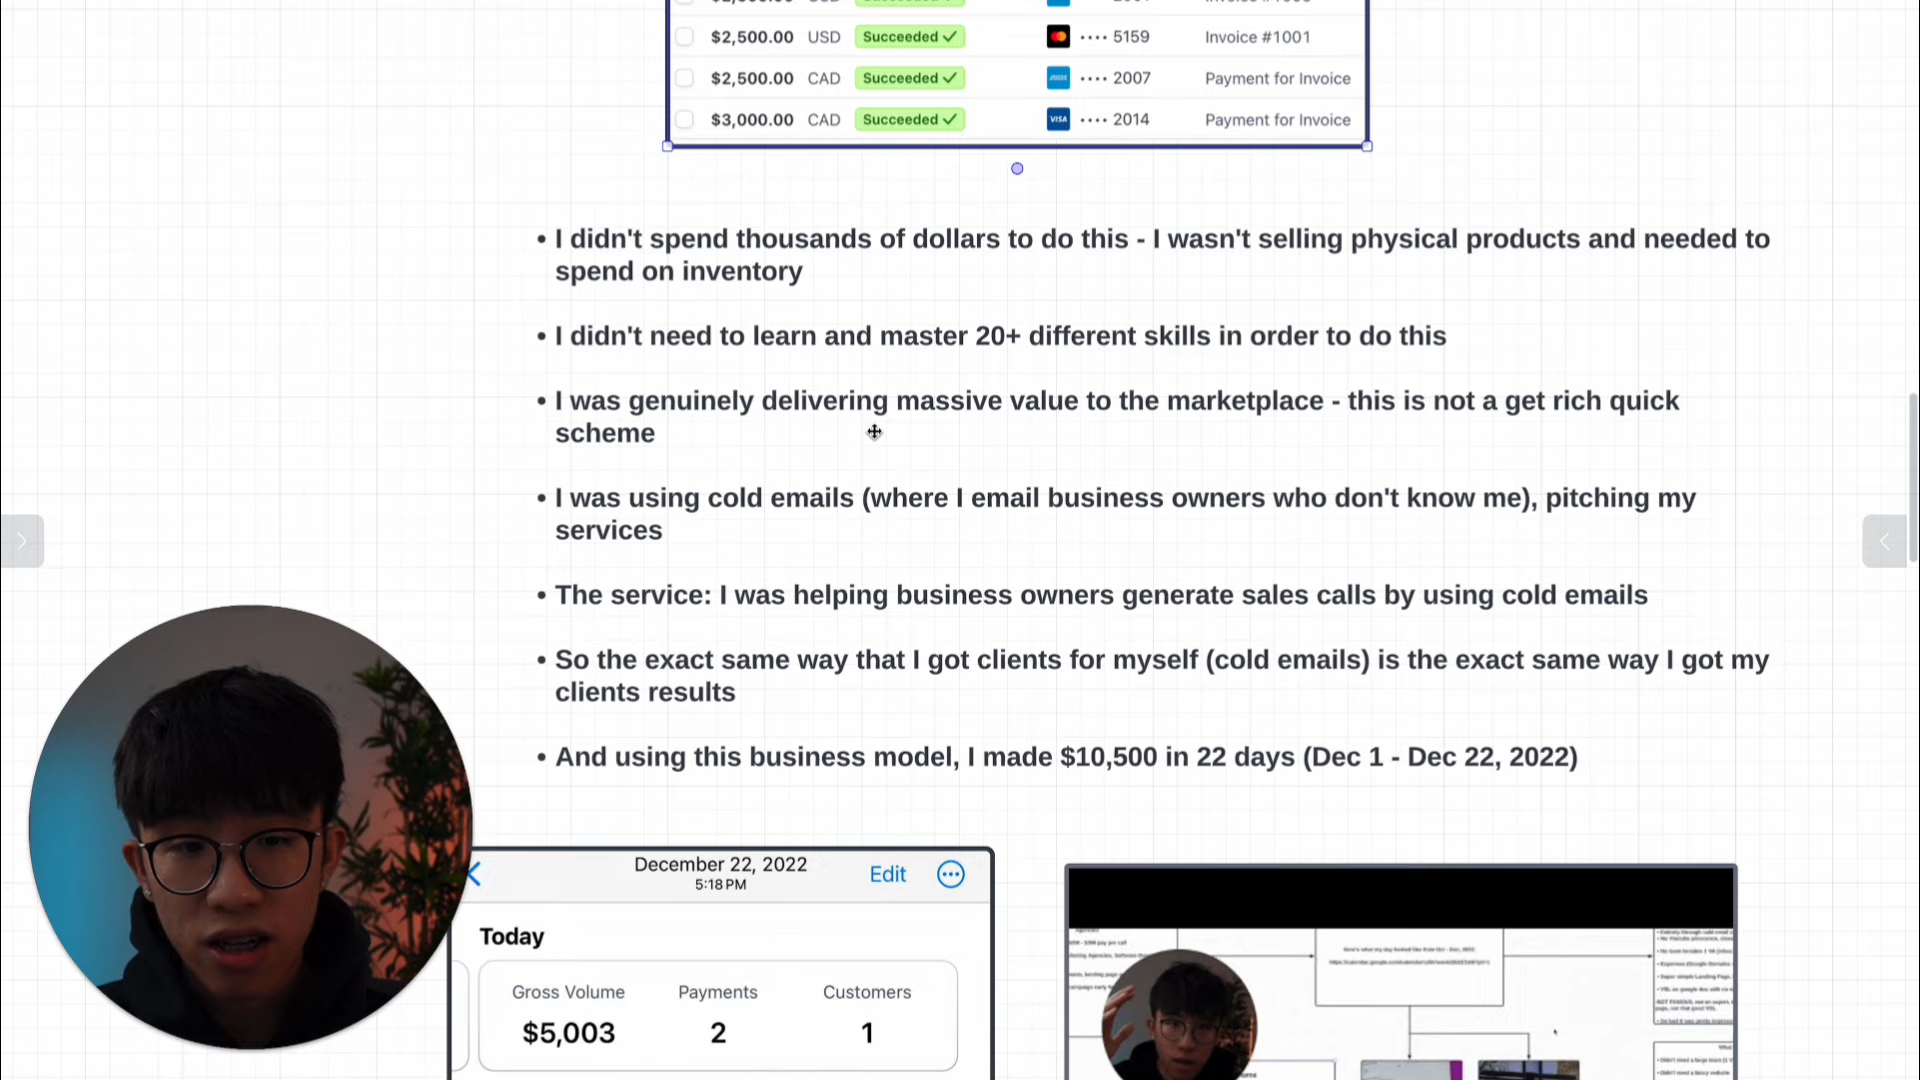 $2,500.00 USD Succeeded ✓ •••• 5159 Invoice #1001
$2,500.00 CAD Succeeded ✓ •••• 2007 Payment for Invoice
$3,000.00 CAD Succeeded ✓ VISA •••• 2014 Payment for Invoice
• I didn't spend thousands of dollars to do this - I wasn't selling physical products and needed to
spend on inventory
• I didn't need to learn and master 20+ different skills in order to do this
• I was genuinely delivering massive value to the marketplace - this is not a get rich quick
scheme
• I was using cold emails (where I email business owners who don't know me), pitching my
services
• The service: I was helping business owners generate sales calls by using cold emails
• So the exact same way that I got clients for myself (cold emails) is the exact same way I got my
clients results
• And using this business model, I made $10,500 in 22 days (Dec 1 - Dec 22, 2022)
December 22, 2022
5:18 PM
Edit
Today
Gross Volume Payments Customers
$5,003 2 1